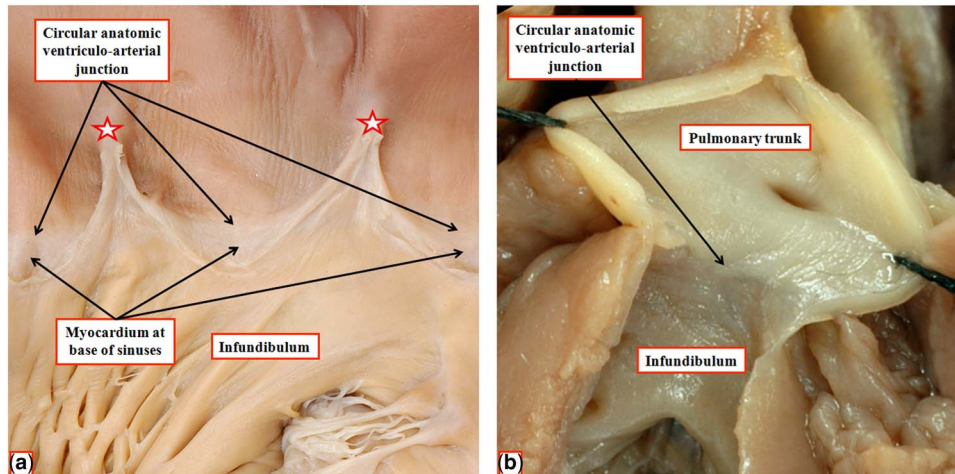 Circular anatomic
ventriculo-arterial
junction
Myocardium at
base of sinuses
Infundibulum
(a)
Circular anatomic
ventriculo-arterial
junction
Pulmonary trunk
Infundibulum
(b)